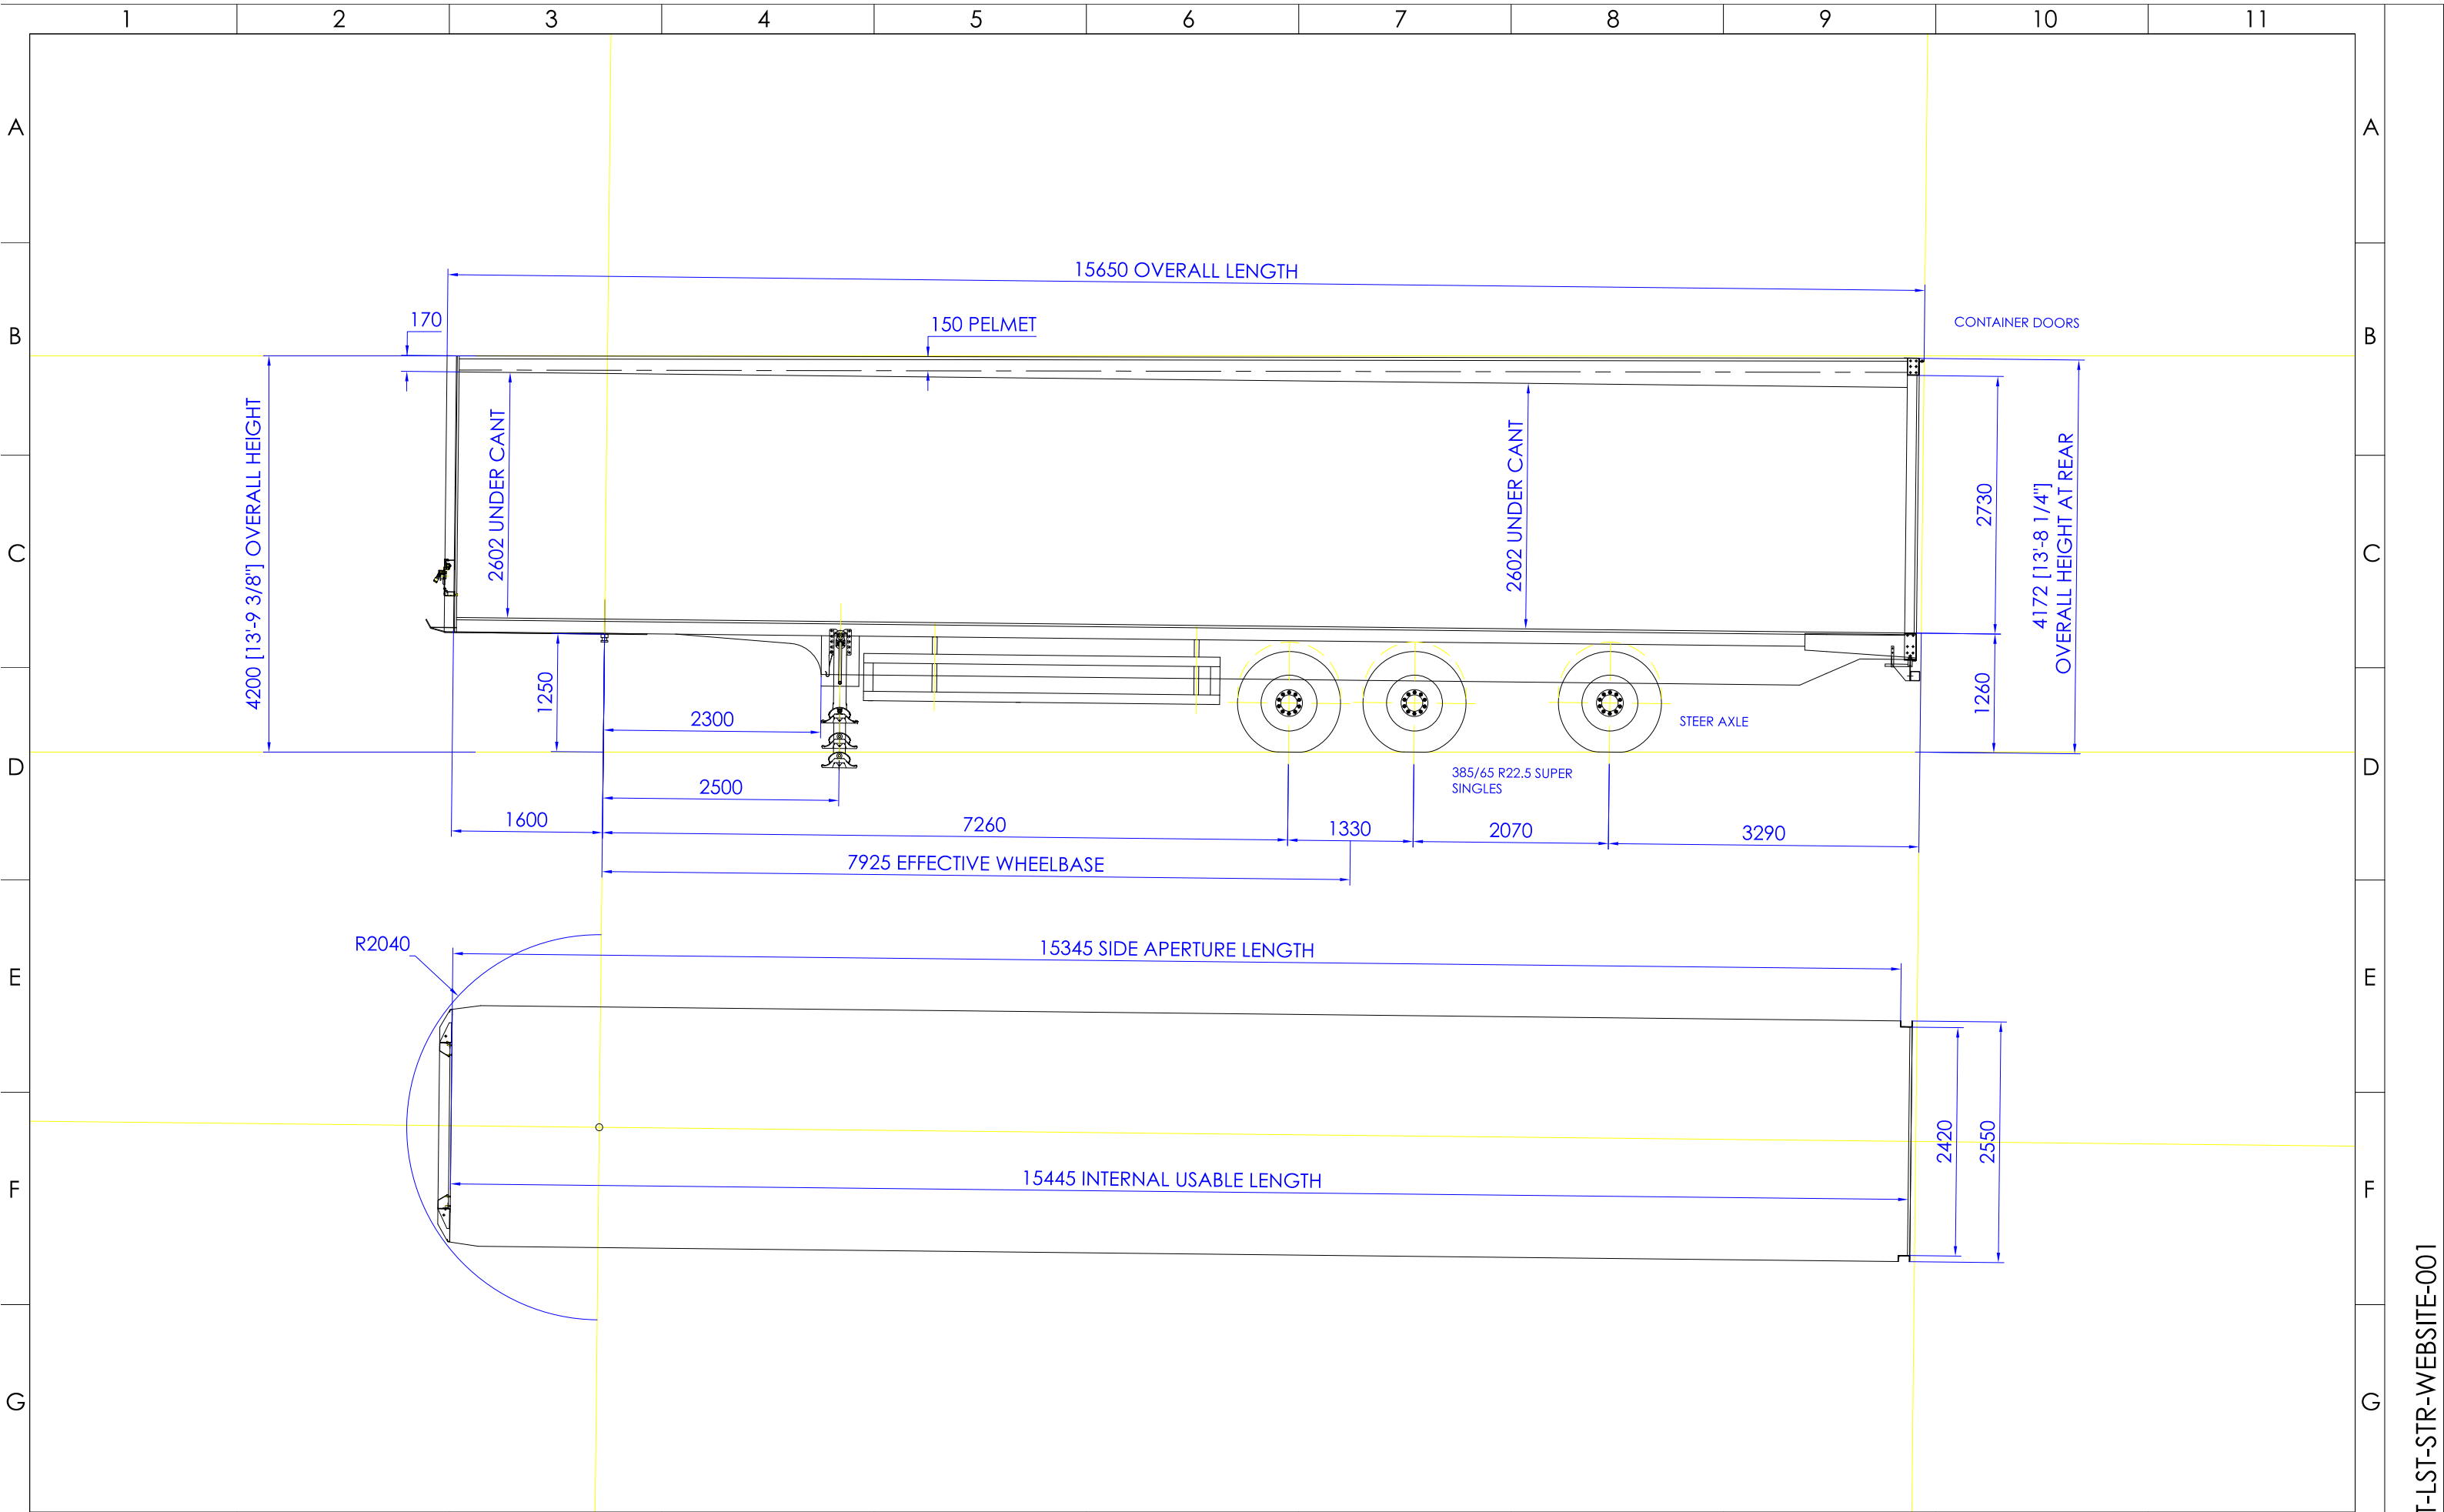 1 2 3 4 5 6 7 8 9 10 11
A A
15650 OVERALL LENGTH
170
150 PELMET
CONTAINER DOORS
B B
4200 [13'-9 3/8"] OVERALL HEIGHT
2602 UNDER CANT
2602 UNDER CANT
2730
4172 [13'-8 1/4"]
OVERALL HEIGHT AT REAR
C C
1250
2300
1260
STEER AXLE
D D
385/65 R22.5 SUPER
SINGLES
2500
1600
7260
1330
2070
3290
7925 EFFECTIVE WHEELBASE
R2040
15345 SIDE APERTURE LENGTH
E E
2420
2550
15445 INTERNAL USABLE LENGTH
F F
G G
T-LST-STR-WEBSITE-001